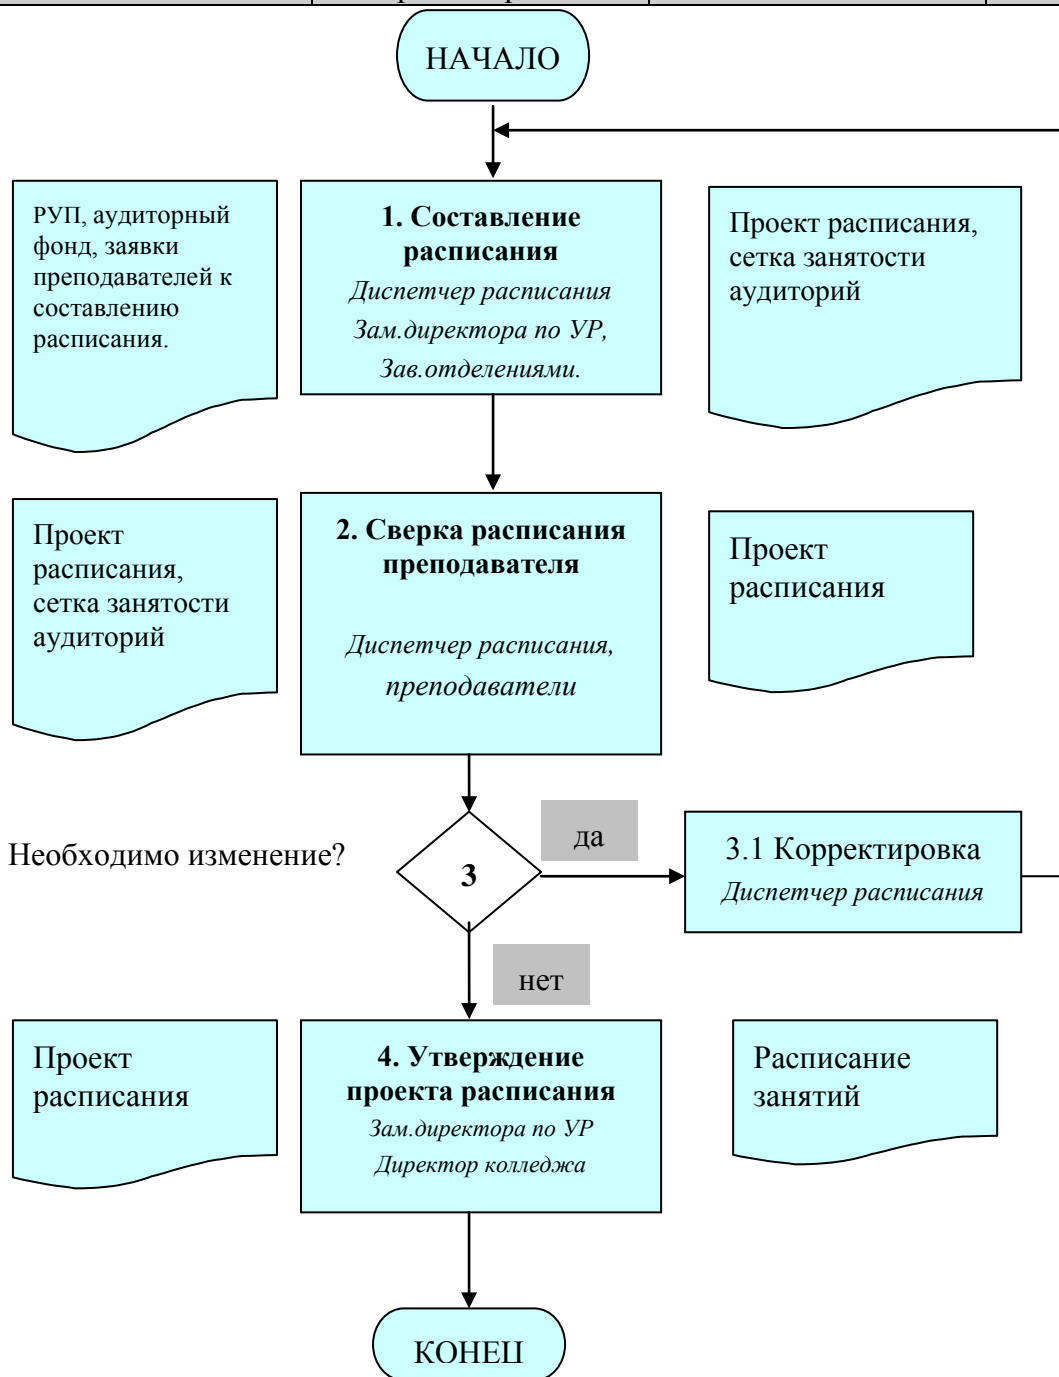 НАЧАЛО
РУП, аудиторный
фонд, заявки
преподавателей к
составлению
расписания.
1. Составление
расписания
Диспетчер расписания
Зам.директора по УР,
Зав.отделениями.
Проект расписания,
сетка занятости
аудиторий
Проект
расписания,
сетка занятости
аудиторий
2. Сверка расписания
преподавателя
Диспетчер расписания,
преподаватели
Проект
расписания
Необходимо изменение?
3
да
3.1 Корректировка
Диспетчер расписания
нет
Проект
расписания
4. Утверждение
проекта расписания
Зам.директора по УР
Директор колледжа
Расписание
занятий
КОНЕЦ